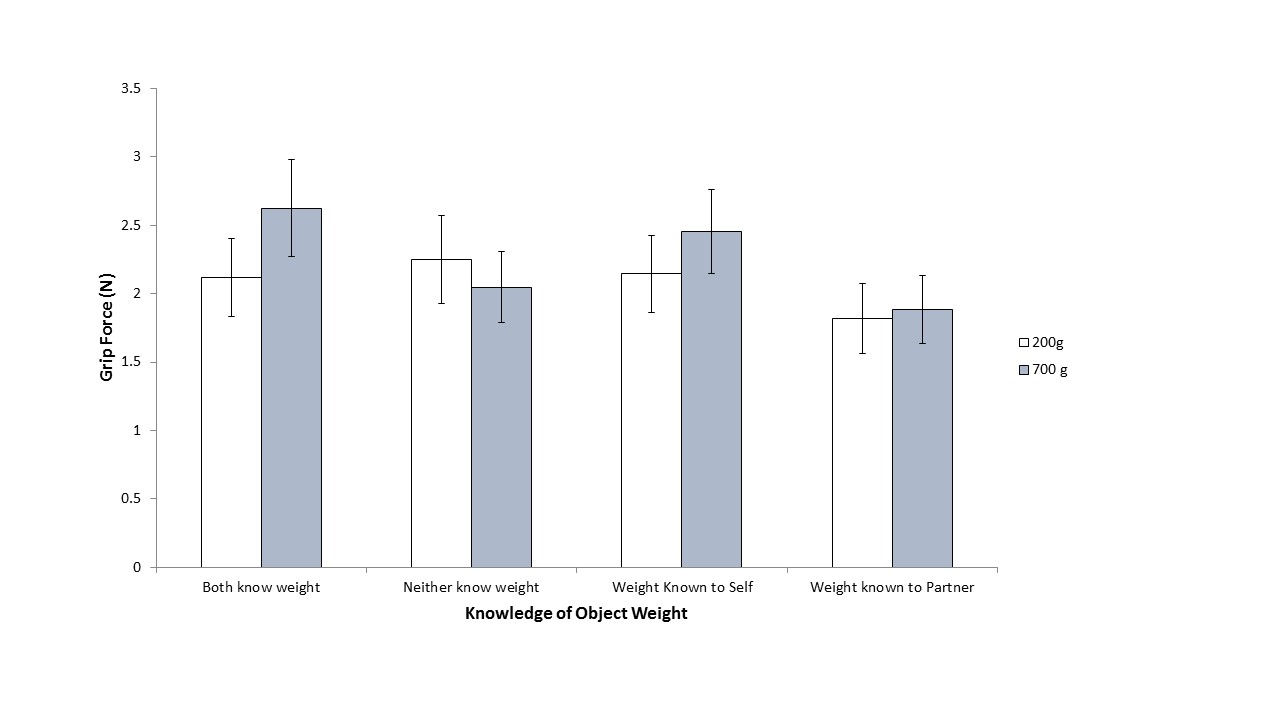 3.5
3
2.5
2
1.5
1
0.5
0
Grip Force (N)
Both know weight
Neither know weight
Weight Known to Self
Weight known to Partner
Knowledge of Object Weight
200g
700 g